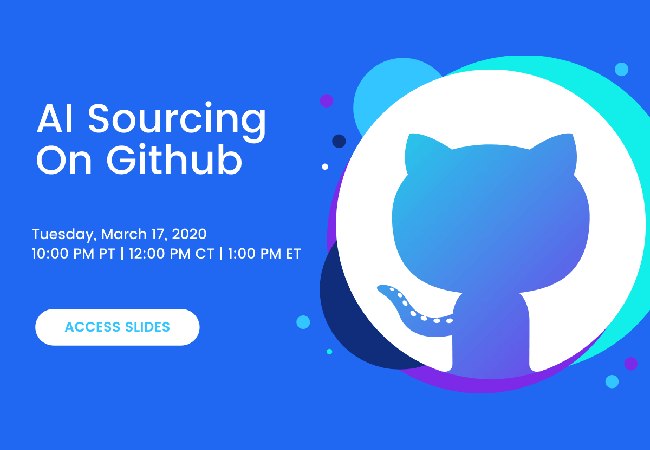 AI Sourcing
On Github
Tuesday, March 17, 2020
10:00 PM PT | 12:00 PM CT | 1:00 PM ET
ACCESS SLIDES